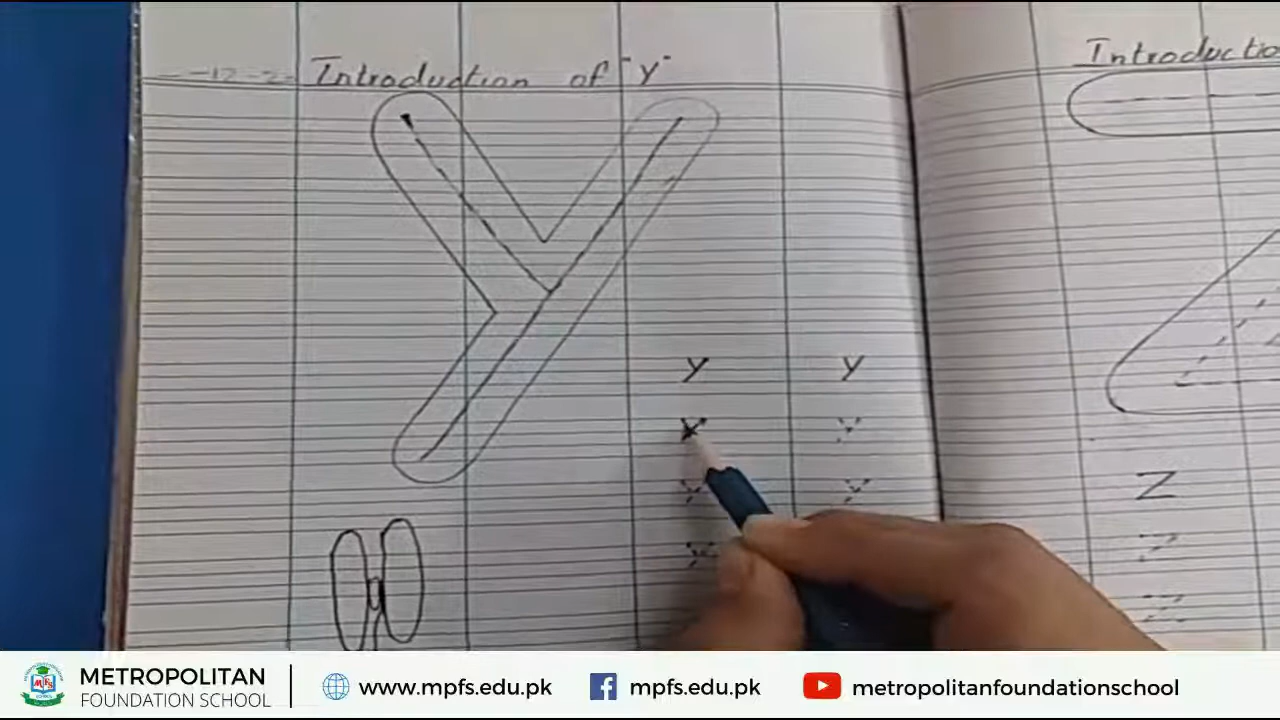 Introduction of "y"
Introductio
y y
y y
y y
y
Z
Z
Z
METROPOLITAN
FOUNDATION SCHOOL
www.mpfs.edu.pk
mpfs.edu.pk
metropolitanfoundationschool